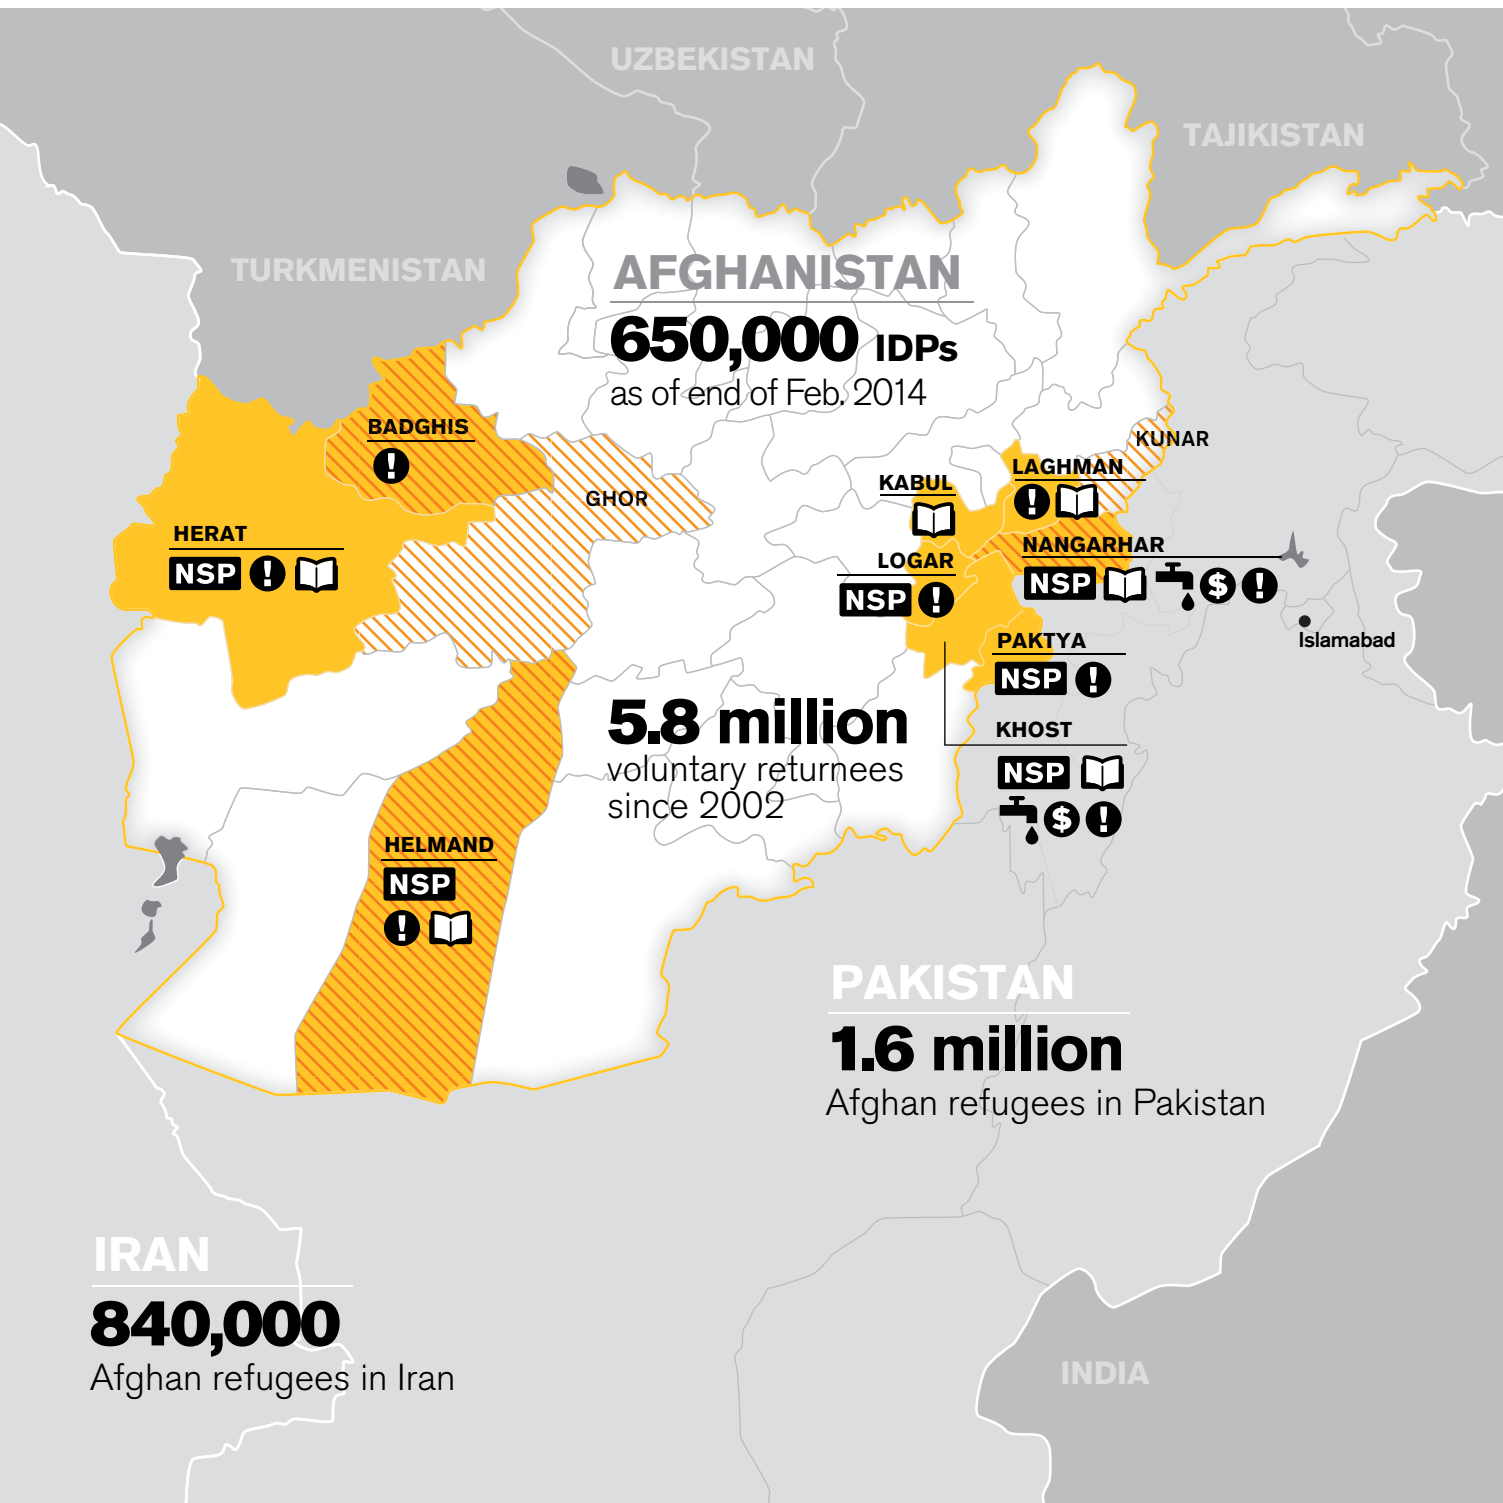 UZBEKISTAN
TAJIKISTAN
TURKMENISTAN
AFGHANISTAN
650,000 IDPs
as of end of Feb. 2014
BADGHIS
!
KUNAR
LAGHMAN
!
KABUL
GHOR
HERAT
NSP !
NANGARHAR
NSP $ !
LOGAR
NSP !
Islamabad
PAKTYA
NSP !
5.8 million
voluntary returnees
since 2002
KHOST
NSP
$ !
HELMAND
NSP
!
PAKISTAN
1.6 million
Afghan refugees in Pakistan
IRAN
840,000
Afghan refugees in Iran
INDIA